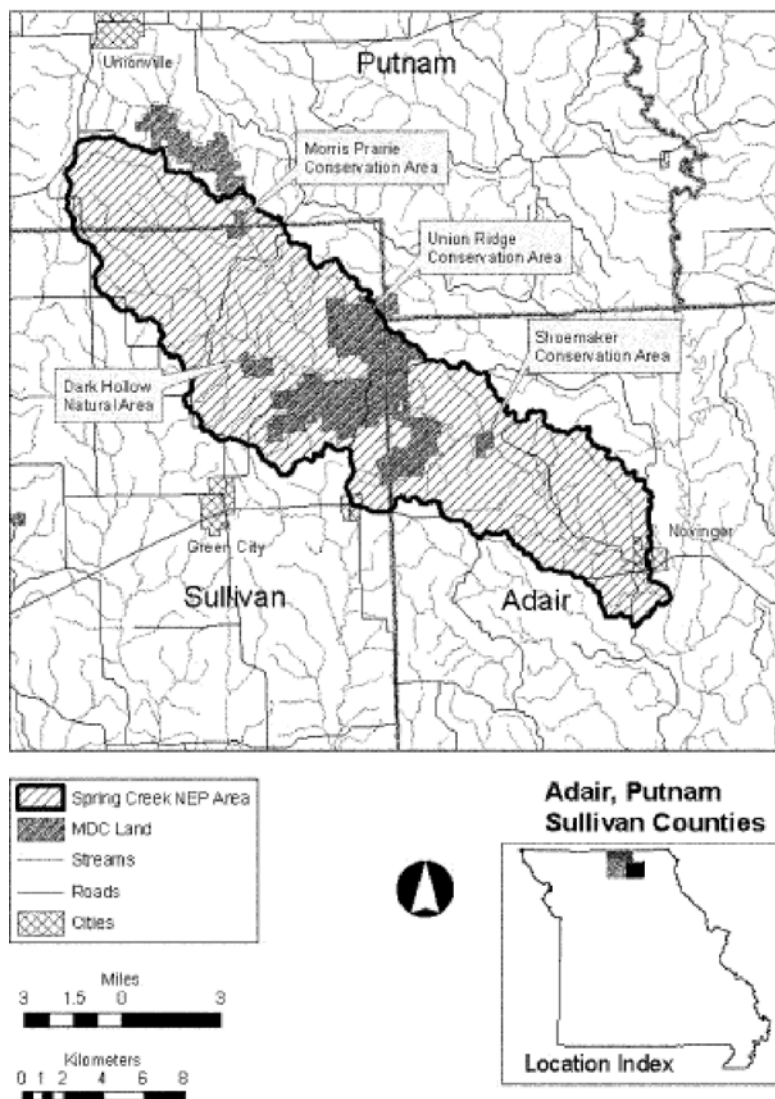 Unionville
Putnam
Morris Prairie
Conservation Area
Union Ridge
Conservation Area
Shoemaker
Conservation Area
Dark Hollow
Natural Area
Green City
Novinger
Sullivan
Adair
Spring Creek NEP Area
MDC Land
Streams
Roads
Cities
Adair, Putnam
Sullivan Counties
Miles
3 1.5 0 3
Kilometers
0 1 2 4 6 8
Location Index